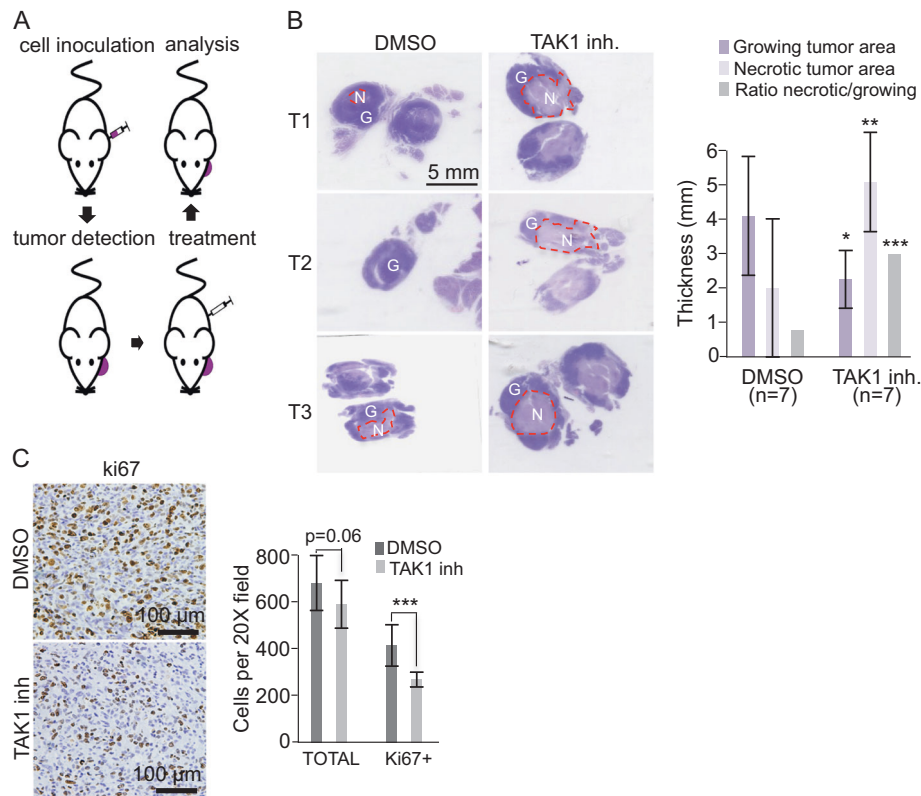 A
cell inoculation analysis
tumor detection treatment
B
DMSO TAK1 inh.
T1
N
G
G
N
5 mm
T2
G
G
N
T3
G
N
G
N
Growing tumor area
Necrotic tumor area
Ratio necrotic/growing
Thickness (mm)
6
5
4
3
2
1
0
*
**
***
DMSO
(n=7)
TAK1 inh.
(n=7)
C
ki67
DMSO
100 µm
TAK1 inh
100 µm
Cells per 20X field
800
600
400
200
0
p=0.06
***
DMSO
TAK1 inh
TOTAL Ki67+